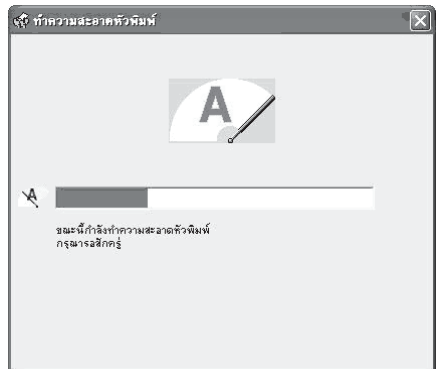 ทำความสะอาดหัวพิมพ์
A
A
ขณะนี้กำลังทำความสะอาดหัวพิมพ์
กรุณารอสักครู่